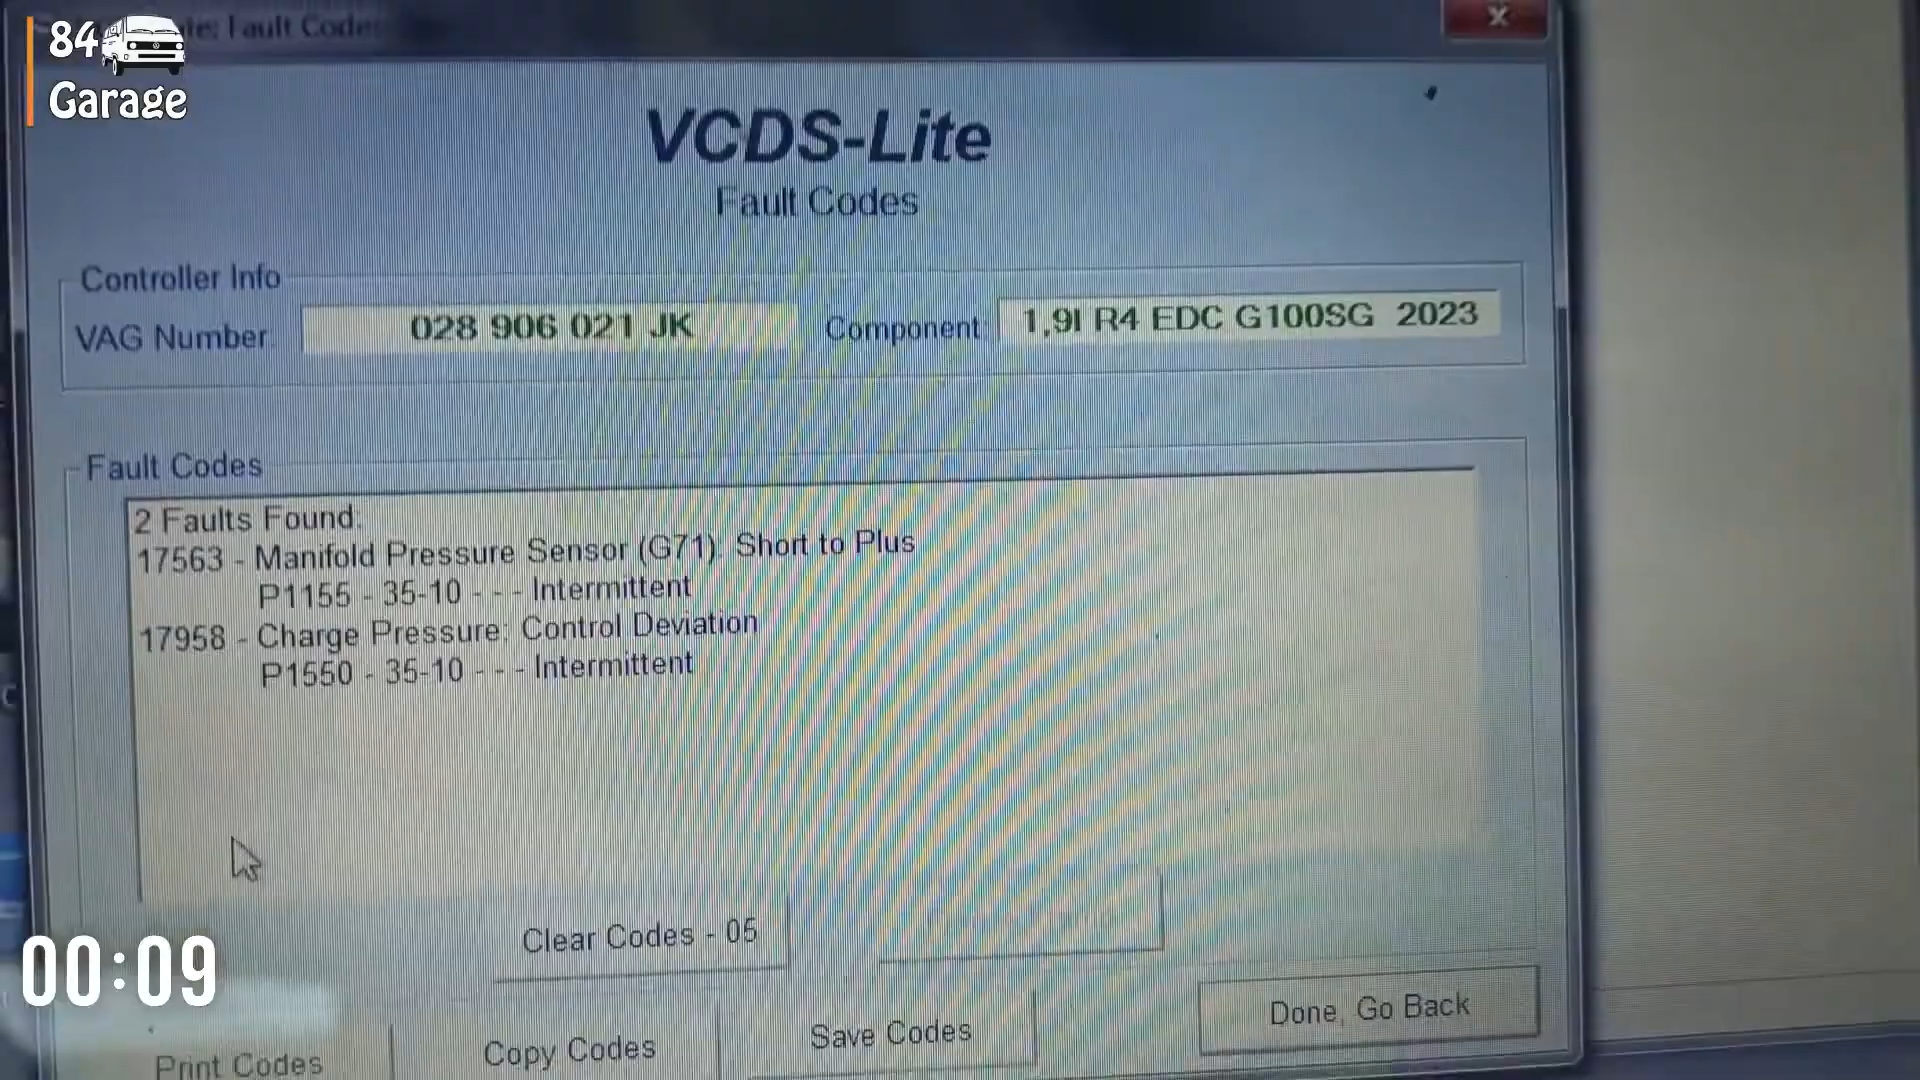 84
Garage
te: Fault Codes
VCDS-Lite
Fault Codes
Controller Info
VAG Number:
028 906 021 JK
Component:
1,9l R4 EDC G100SG 2023
Fault Codes
2 Faults Found:
17563 - Manifold Pressure Sensor (G71): Short to Plus
P1155 - 35-10 - - - Intermittent
17958 - Charge Pressure: Control Deviation
P1550 - 35-10 - - - Intermittent
Clear Codes - 05
00:09
Done, Go Back
Print Codes
Copy Codes
Save Codes